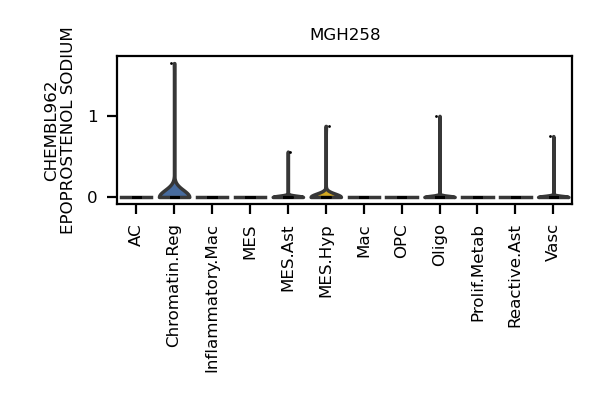 MGH258
CHEMBL962
EPOPROSTENOL SODIUM
1
0
AC
Chromatin.Reg
Inflammatory.Mac
MES
MES.Ast
MES.Hyp
Mac
OPC
Oligo
Prolif.Metab
Reactive.Ast
Vasc